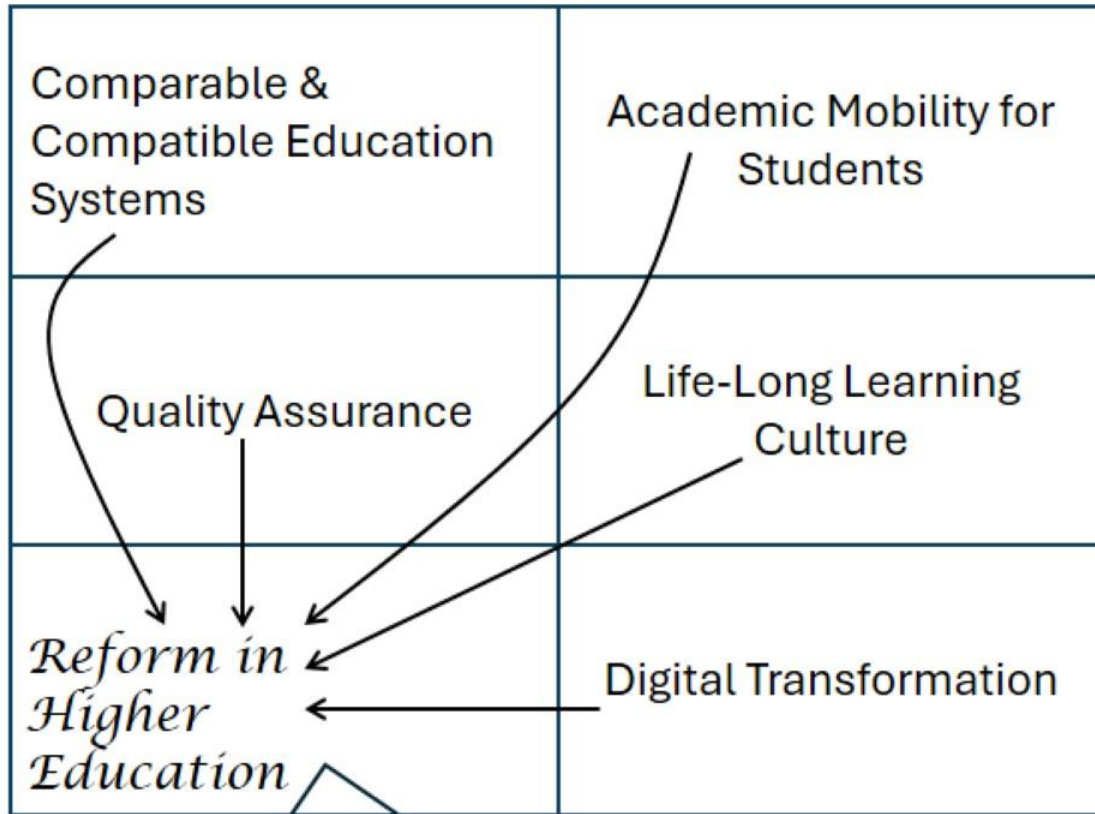 Comparable &
Compatible Education
Systems
Academic Mobility for
Students
Quality Assurance
Life-Long Learning
Culture
Reform in
Higher
Education
Digital Transformation